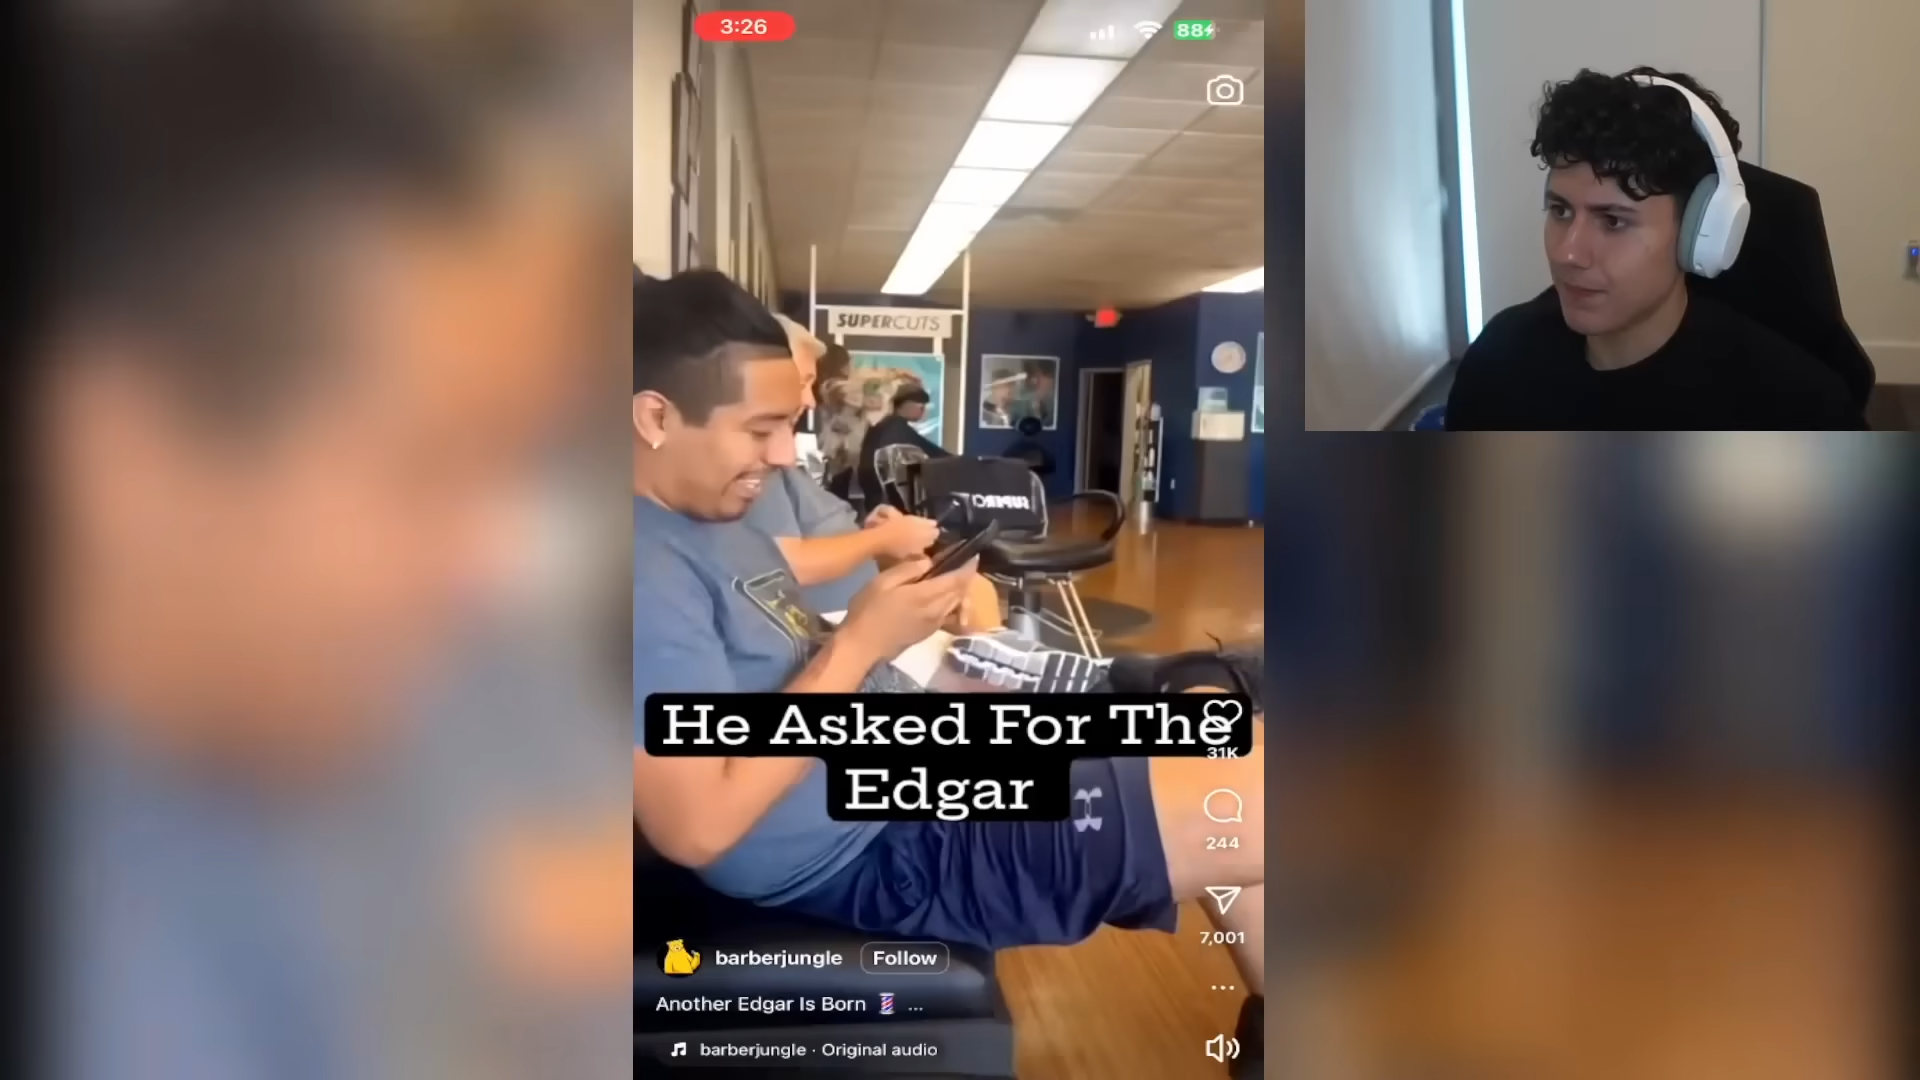 3:26
88
SUPERCUTS
He Asked For The
Edgar
31K
244
7,001
barberjungle Follow
Another Edgar Is Born 💈 ...
barberjungle · Original audio